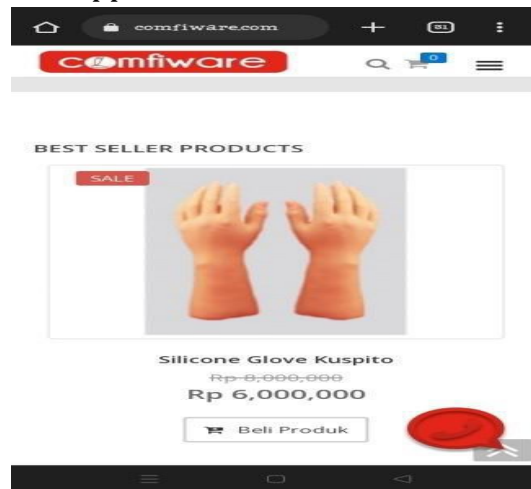 comfiware.com
31
comfiware
0
BEST SELLER PRODUCTS
SALE
Silicone Glove Kuspito
Rp 8,000,000
Rp 6,000,000
Beli Produk